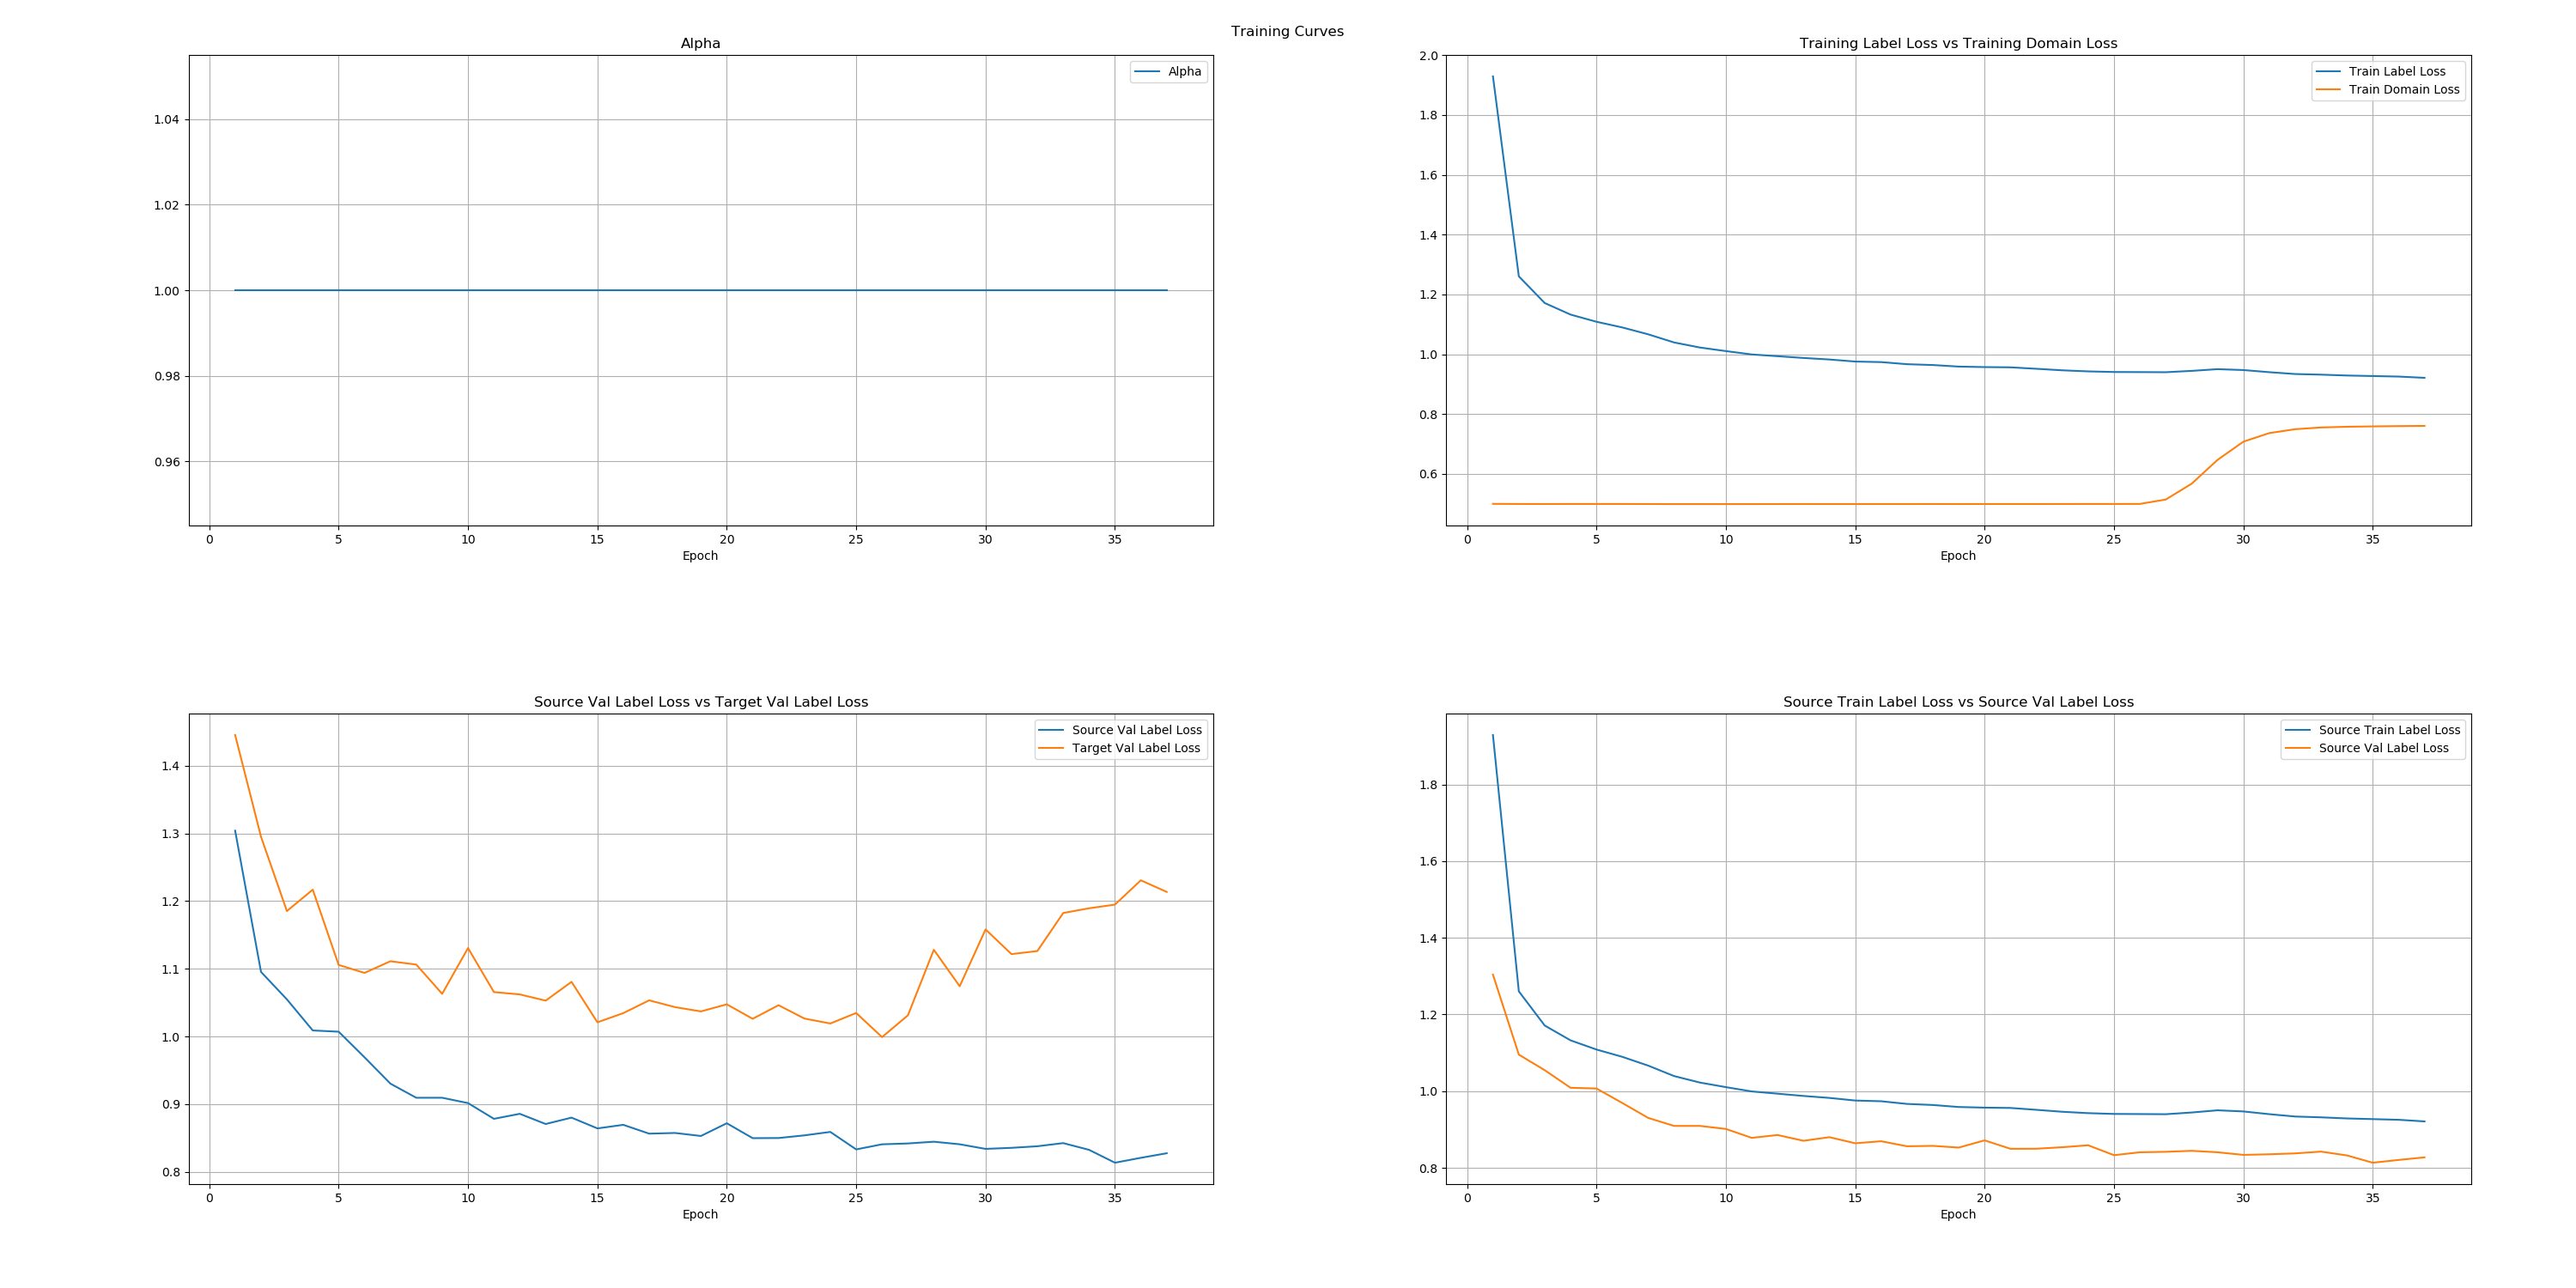 Training Curves
Alpha
Alpha
1.04
1.02
1.00
0.98
0.96
0 5 10 15 20 25 30 35
Epoch
Training Label Loss vs Training Domain Loss
Train Label Loss
Train Domain Loss
2.0
1.8
1.6
1.4
1.2
1.0
0.8
0.6
0 5 10 15 20 25 30 35
Epoch
Source Val Label Loss vs Target Val Label Loss
Source Val Label Loss
Target Val Label Loss
1.4
1.3
1.2
1.1
1.0
0.9
0.8
0 5 10 15 20 25 30 35
Epoch
Source Train Label Loss vs Source Val Label Loss
Source Train Label Loss
Source Val Label Loss
1.8
1.6
1.4
1.2
1.0
0.8
0 5 10 15 20 25 30 35
Epoch